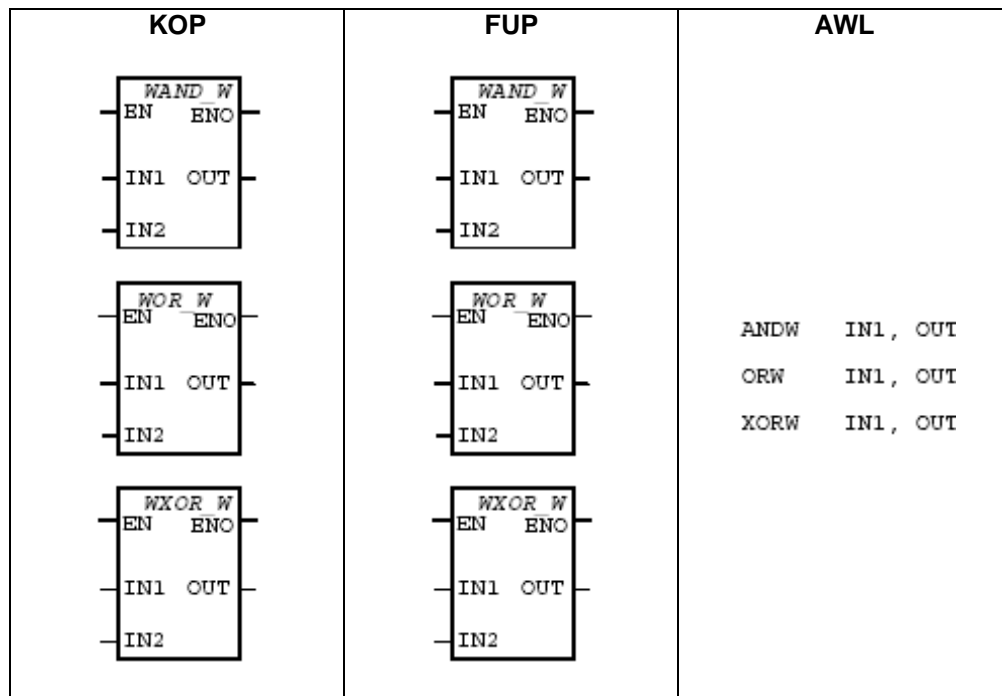 KOP
FUP
AWL
WAND_W
EN ENO
IN1 OUT
IN2
WOR_W
EN ENO
IN1 OUT
IN2
WXOR_W
EN ENO
IN1 OUT
IN2
WAND_W
EN ENO
IN1 OUT
IN2
WOR_W
EN ENO
IN1 OUT
IN2
WXOR_W
EN ENO
IN1 OUT
IN2
ANDW IN1, OUT
ORW IN1, OUT
XORW IN1, OUT